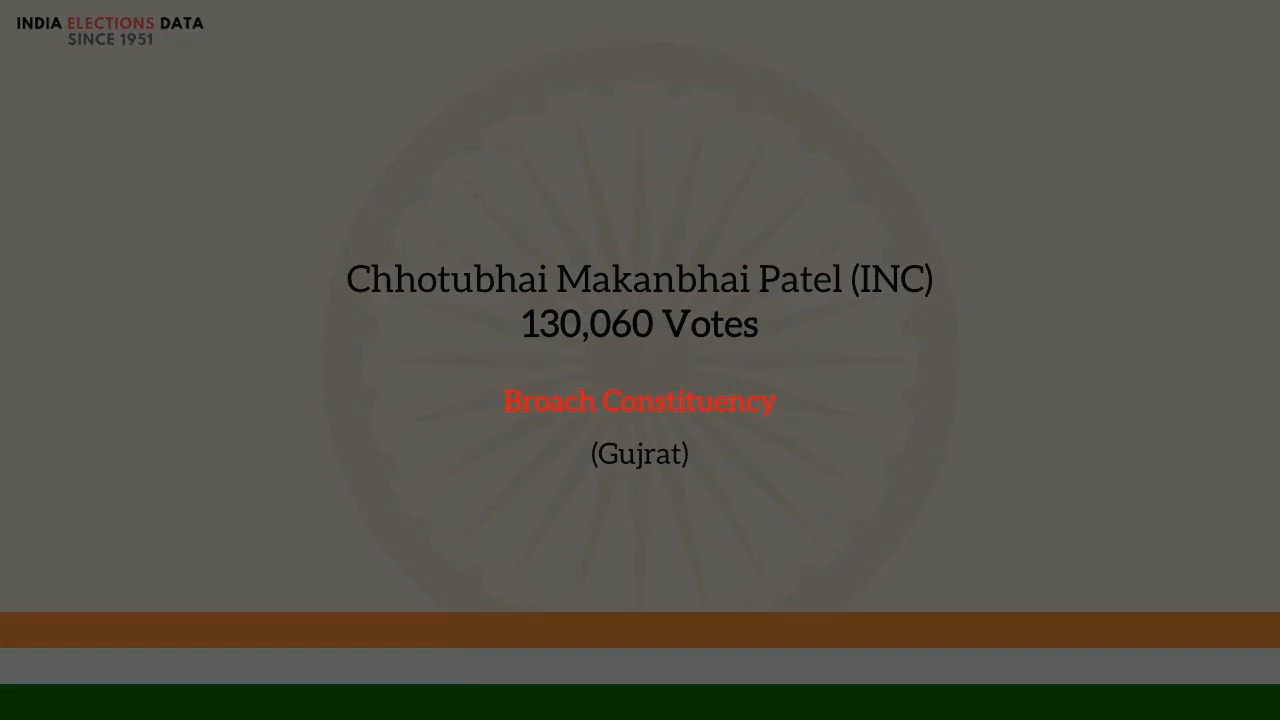 INDIA ELECTIONS DATA
SINCE 1951
Chhotubhai Makanbhai Patel (INC)
130,060 Votes
Broach Constituency
(Gujrat)